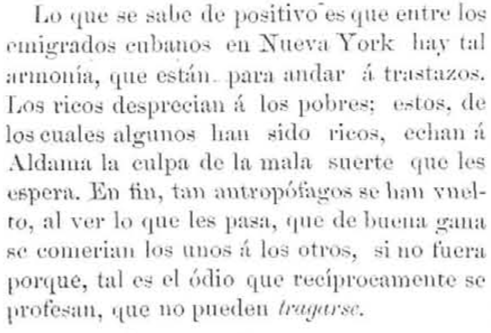 Lo que se sabe de positivo es que entre los
emigrados cubanos en Nueva York hay tal
armonía, que están para andar á trastazos.
Los ricos desprecian á los pobres; estos, de
los cuales algunos han sido ricos, echan á
Aldama la culpa de la mala suerte que les
espera. En fin, tan antropófagos se han vuel-
to, al ver lo que les pasa, que de buena gana
se comerian los unos á los otros, si no fuera
porque, tal es el ódio que recíprocamente se
profesan, que no pueden tragarse.